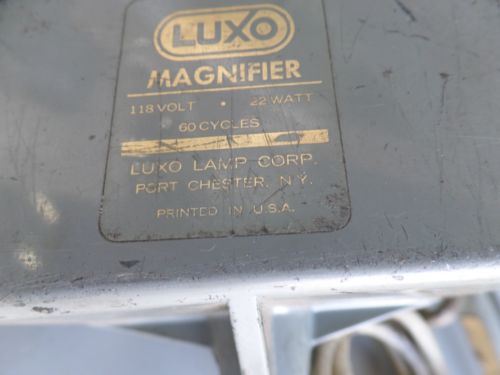 LUXO
MAGNIFIER
118 VOLT • 22 WATT
60 CYCLES
LUXO LAMP CORP.
PORT CHESTER, N.Y.
PRINTED IN U.S.A.